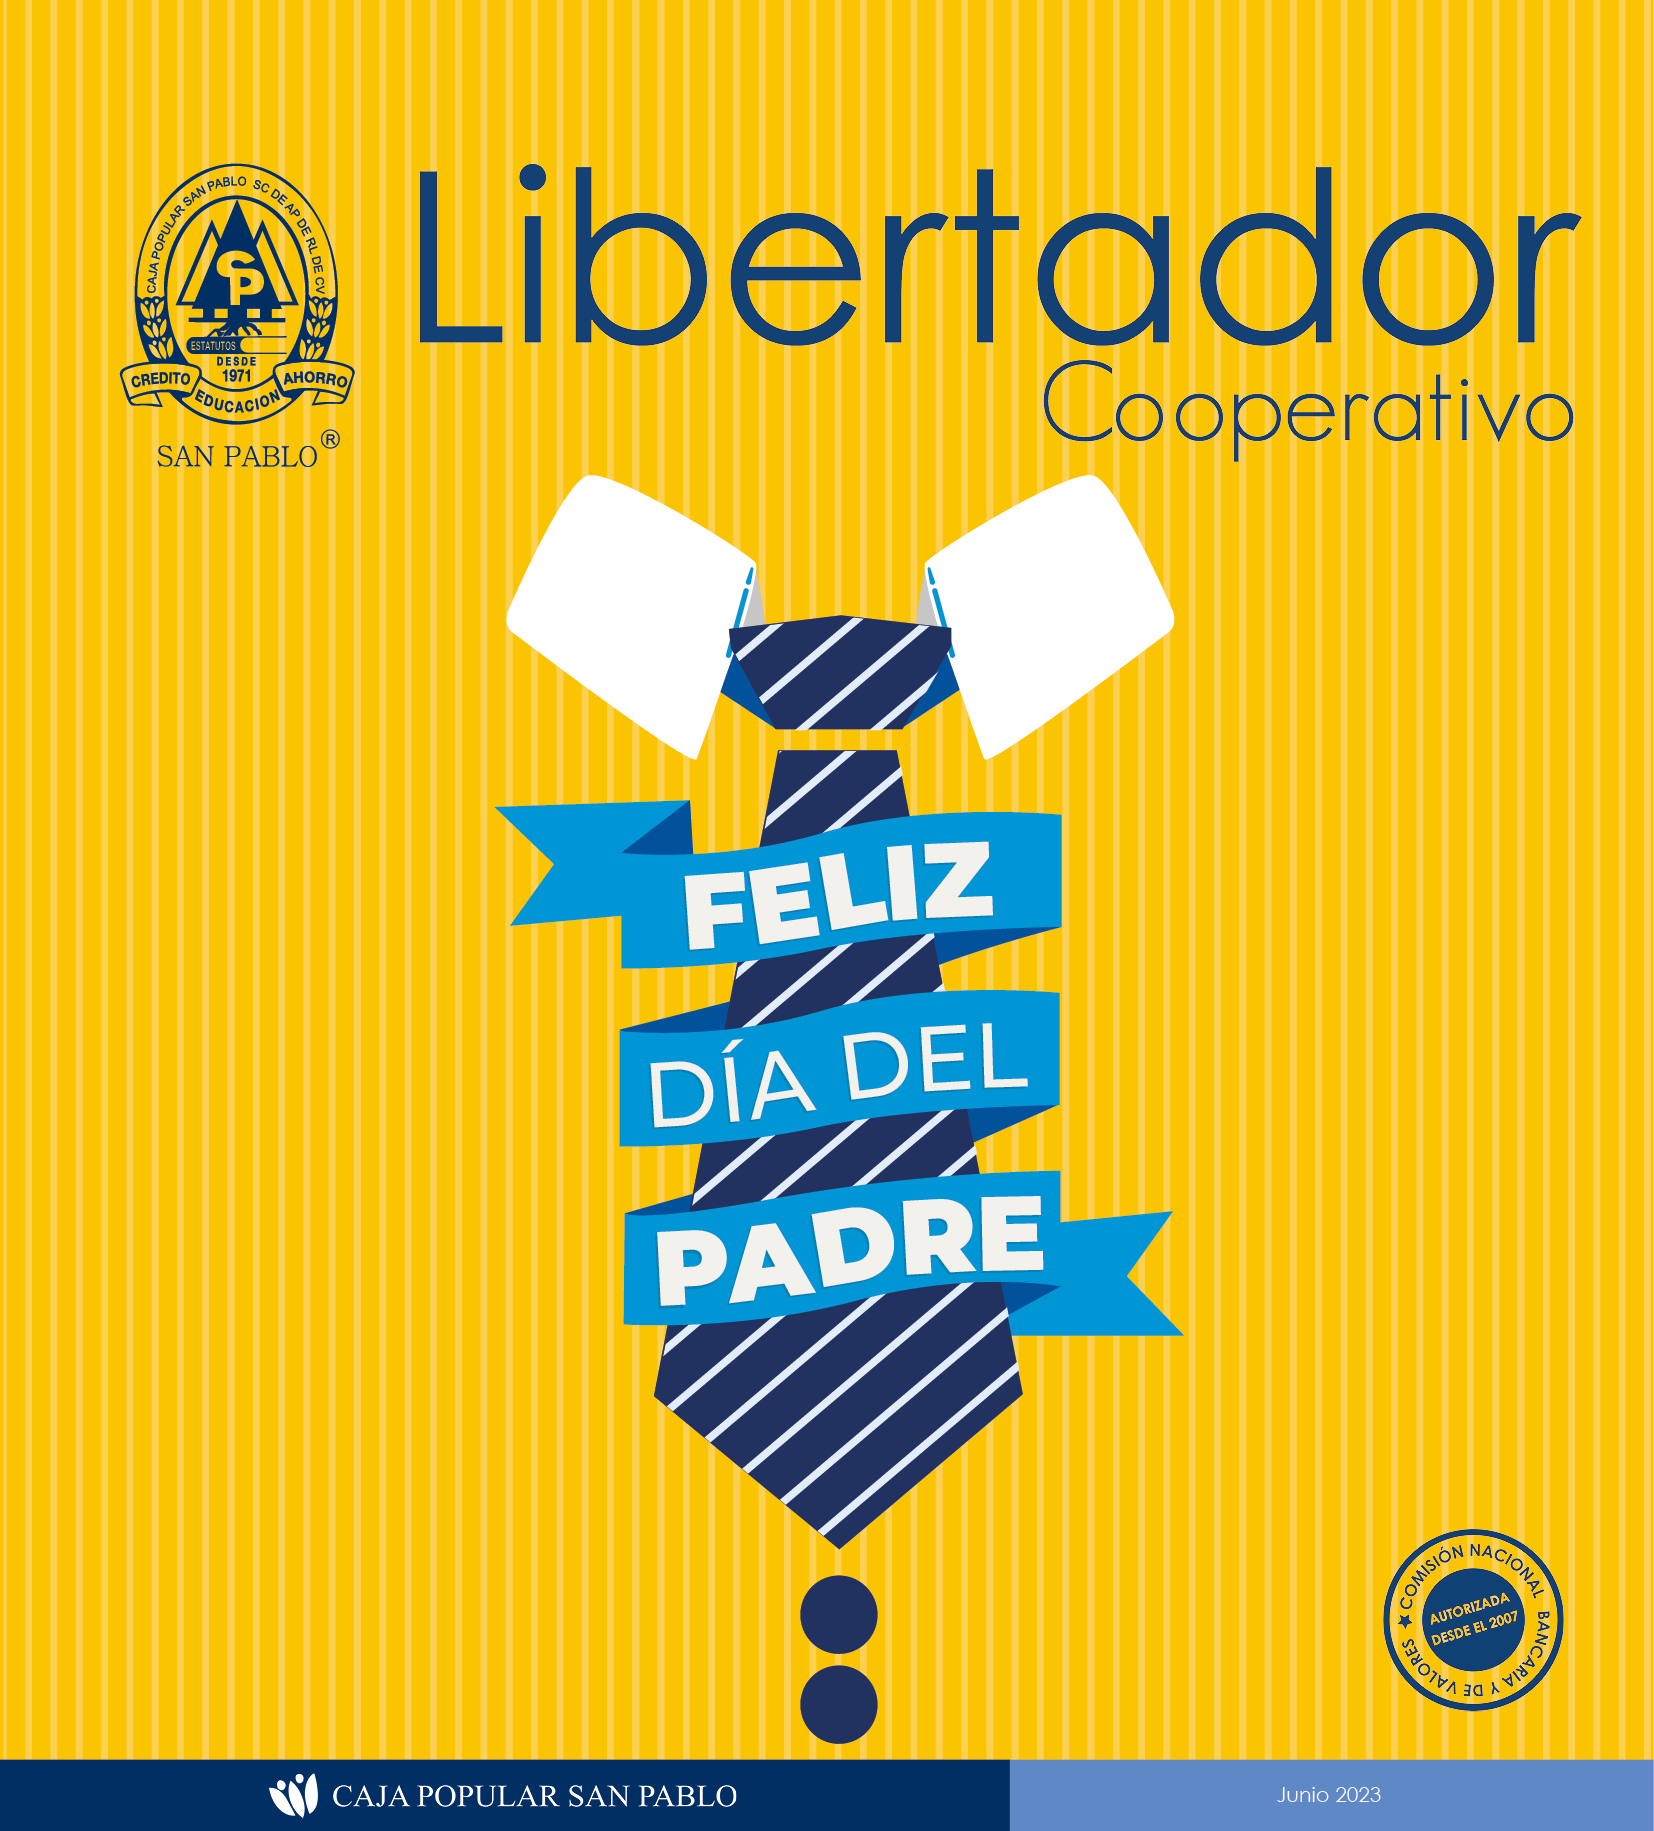 CAJA POPULAR SAN PABLO SC DE AP DE RL DE CV
SP
ESTATUTOS
DESDE
1971
CREDITO
EDUCACION
AHORRO
SAN PABLO®
Libertador
Cooperativo
FELIZ
DÍA DEL
PADRE
COMISIÓN NACIONAL BANCARIA Y DE VALORES
AUTORIZADA
DESDE EL 2007
CAJA POPULAR SAN PABLO
Junio 2023